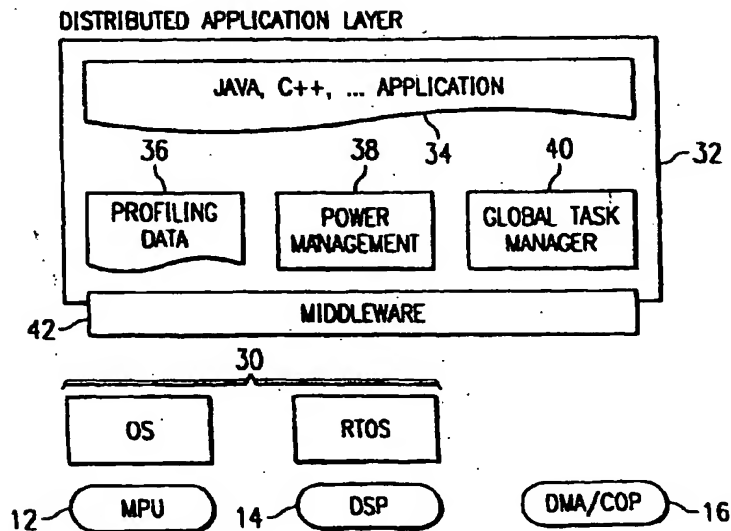 DISTRIBUTED APPLICATION LAYER
JAVA, C++, ... APPLICATION
36 38 34 40 32
PROFILING DATA
POWER MANAGEMENT
GLOBAL TASK MANAGER
42 MIDDLEWARE
30
OS RTOS
12 MPU 14 DSP DMA/COP 16